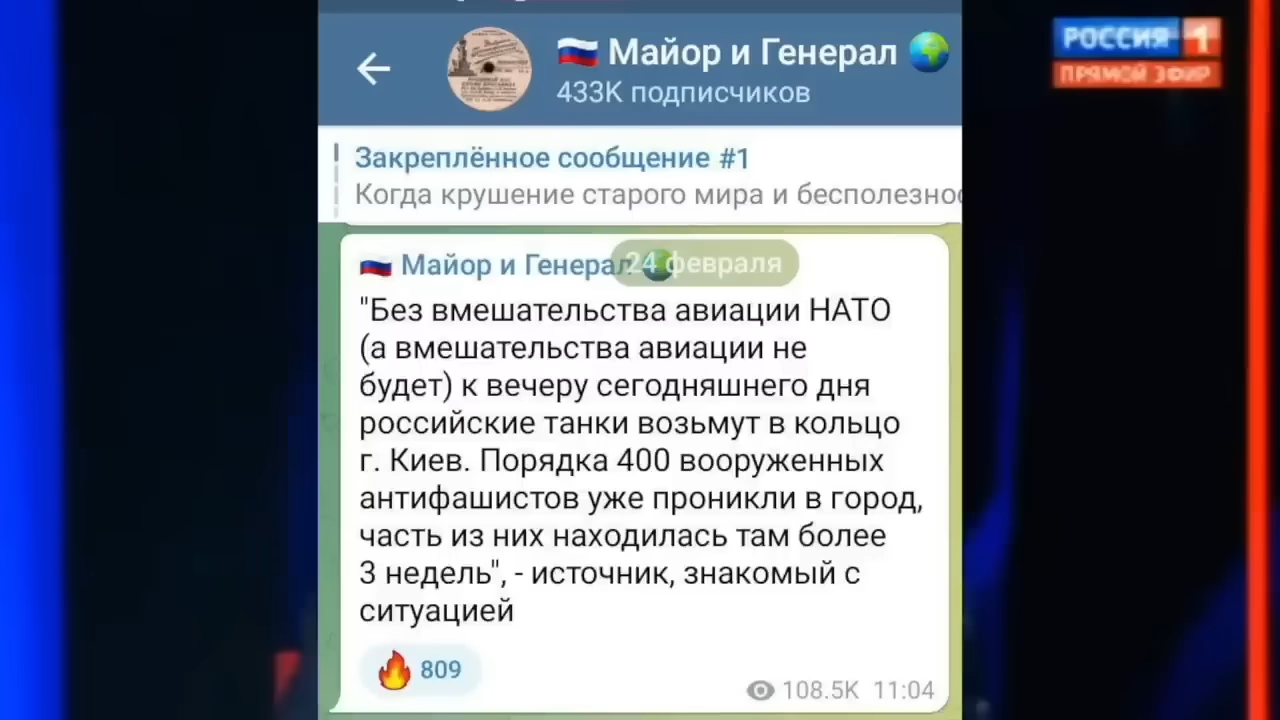 Майор и Генерал
433K подписчиков
РОССИЯ 1
ПРЯМОЙ ЭФИР
Закреплённое сообщение #1
Когда крушение старого мира и бесполезнос
Майор и Генерал
24 февраля
"Без вмешательства авиации НАТО
(а вмешательства авиации не
будет) к вечеру сегодняшнего дня
российские танки возьмут в кольцо
г. Киев. Порядка 400 вооруженных
антифашистов уже проникли в город,
часть из них находилась там более
3 недель", - источник, знакомый с
ситуацией
809
108.5K 11:04